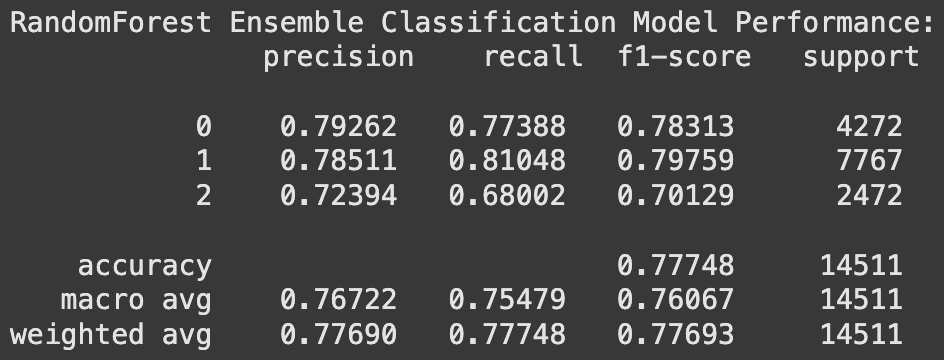 RandomForest Ensemble Classification Model Performance:
precision recall f1-score support
0 0.79262 0.77388 0.78313 4272
1 0.78511 0.81048 0.79759 7767
2 0.72394 0.68002 0.70129 2472
accuracy 0.77748 14511
macro avg 0.76722 0.75479 0.76067 14511
weighted avg 0.77690 0.77748 0.77693 14511